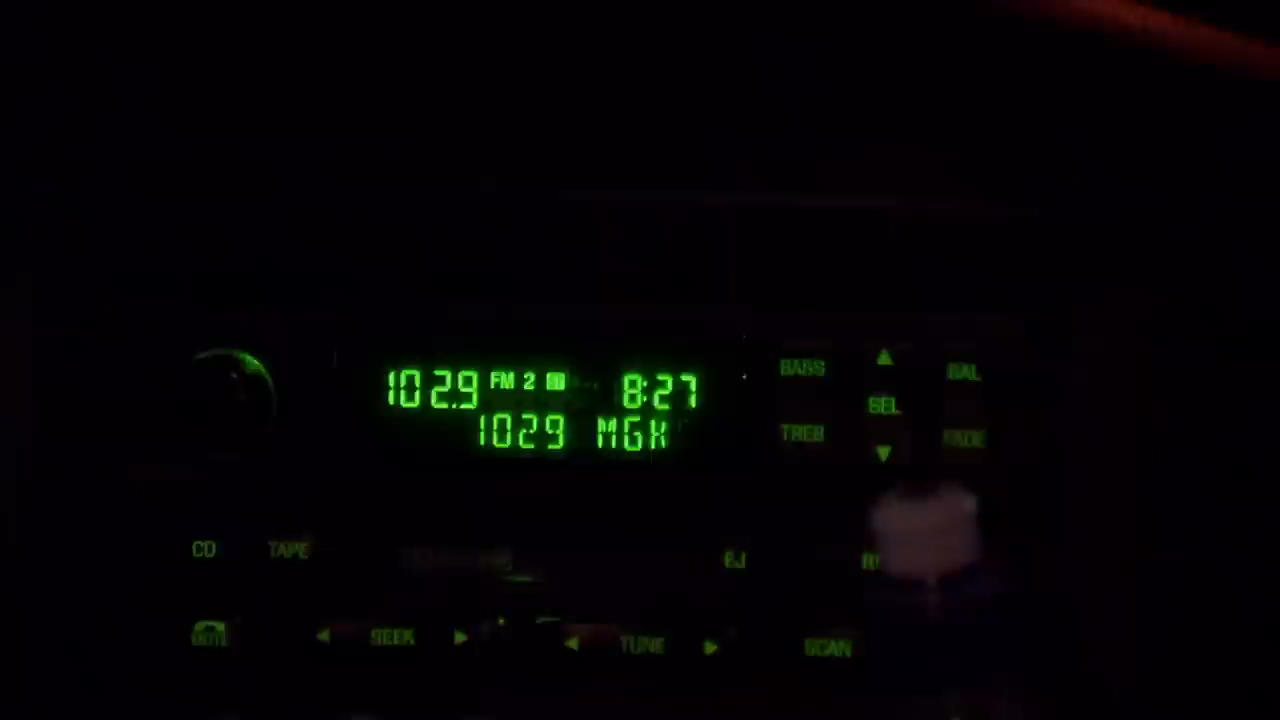 102.9 FM 2 8:27
1029 MGK
BASS BAL
SEL
TREB FADE
CD TAPE EJ
SEEK TUNE SCAN